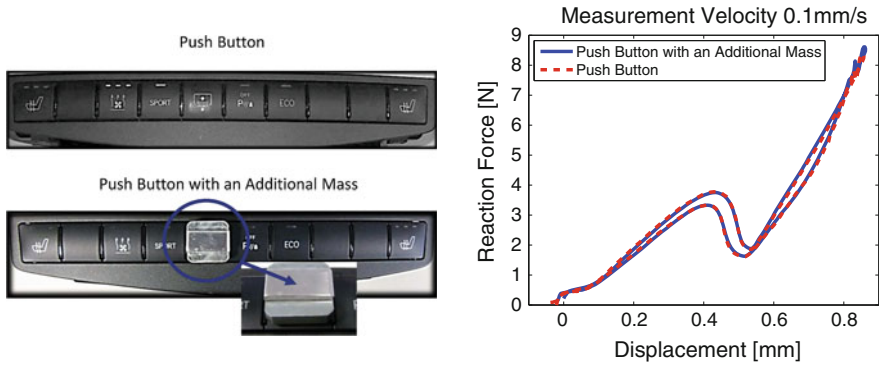 Push Button
SPORT
OFF
ECO
Push Button with an Additional Mass
SPORT
ECO
Measurement Velocity 0.1mm/s
Push Button with an Additional Mass
Push Button
Reaction Force [N]
9
8
7
6
5
4
3
2
1
0
0 0.2 0.4 0.6 0.8
Displacement [mm]